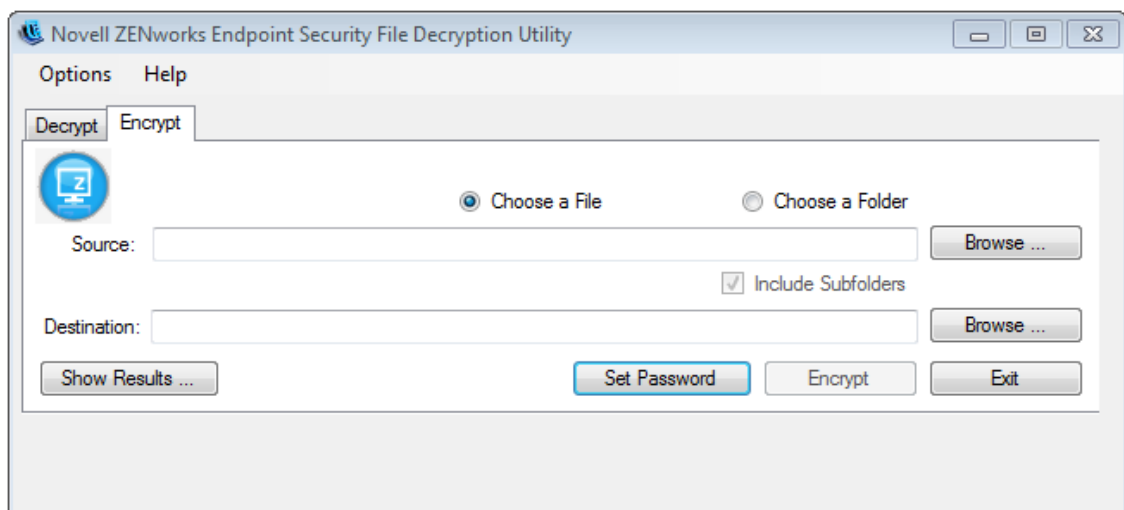 Novell ZENworks Endpoint Security File Decryption Utility
Options Help
Decrypt Encrypt
Z
Choose a File Choose a Folder
Source: Browse ...
Include Subfolders
Destination: Browse ...
Show Results ... Set Password Encrypt Exit